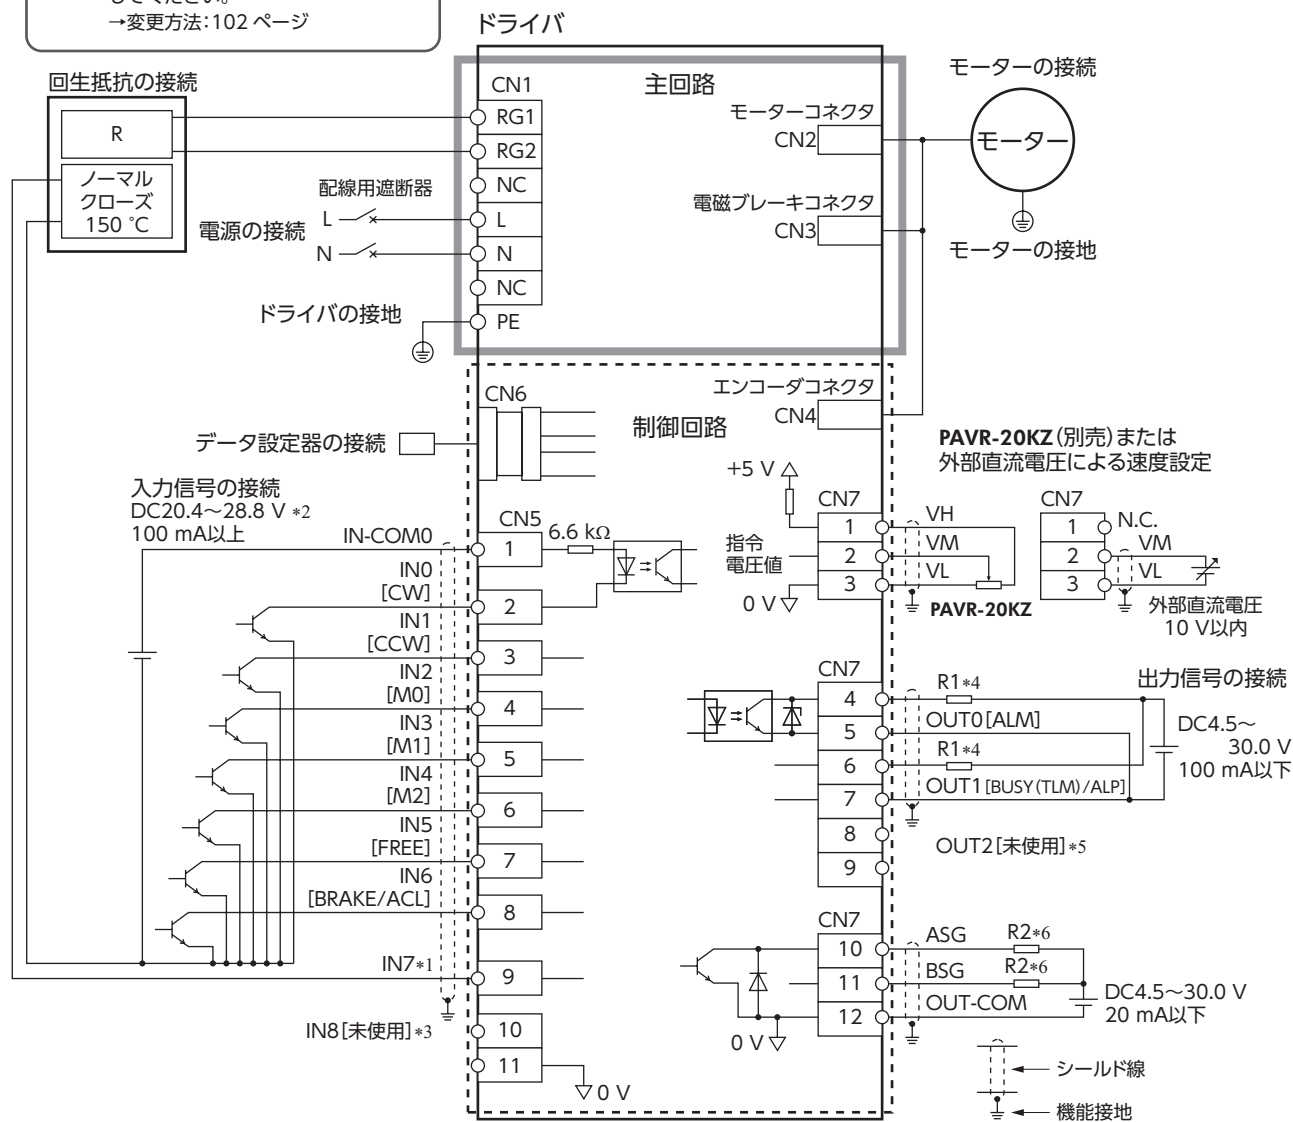 してください。
→変更方法：102 ページ
ドライバ
回生抵抗の接続
R
ノーマル
クローズ
150 ˚C
CN1
主回路
RG1
RG2
NC
L
N
NC
PE
配線用遮断器
電源の接続
L
N
ドライバの接地
モーターコネクタ
CN2
電磁ブレーキコネクタ
CN3
モーターの接続
モーター
モーターの接地
CN6
エンコーダコネクタ
CN4
制御回路
データ設定器の接続
PAVR-20KZ（別売）または
外部直流電圧による速度設定
入力信号の接続
DC20.4～28.8 V *2
100 mA以上
IN-COM0
IN0
[CW]
IN1
[CCW]
IN2
[M0]
IN3
[M1]
IN4
[M2]
IN5
[FREE]
IN6
[BRAKE/ACL]
IN7*1
IN8［未使用］*3
CN5
6.6 kΩ
1
2
3
4
5
6
7
8
9
10
11
0 V
+5 V
指令
電圧値
0 V
CN7
1
2
3
VH
VM
VL
PAVR-20KZ
CN7
1
2
3
N.C.
VM
VL
外部直流電圧
10 V以内
CN7
4
5
6
7
8
9
R1*4
OUT0［ALM］
R1*4
OUT1［BUSY（TLM）/ALP］
OUT2［未使用］*5
出力信号の接続
DC4.5～
30.0 V
100 mA以下
CN7
10
11
12
0 V
ASG
R2*6
BSG
R2*6
OUT-COM
DC4.5～30.0 V
20 mA以下
シールド線
機能接地